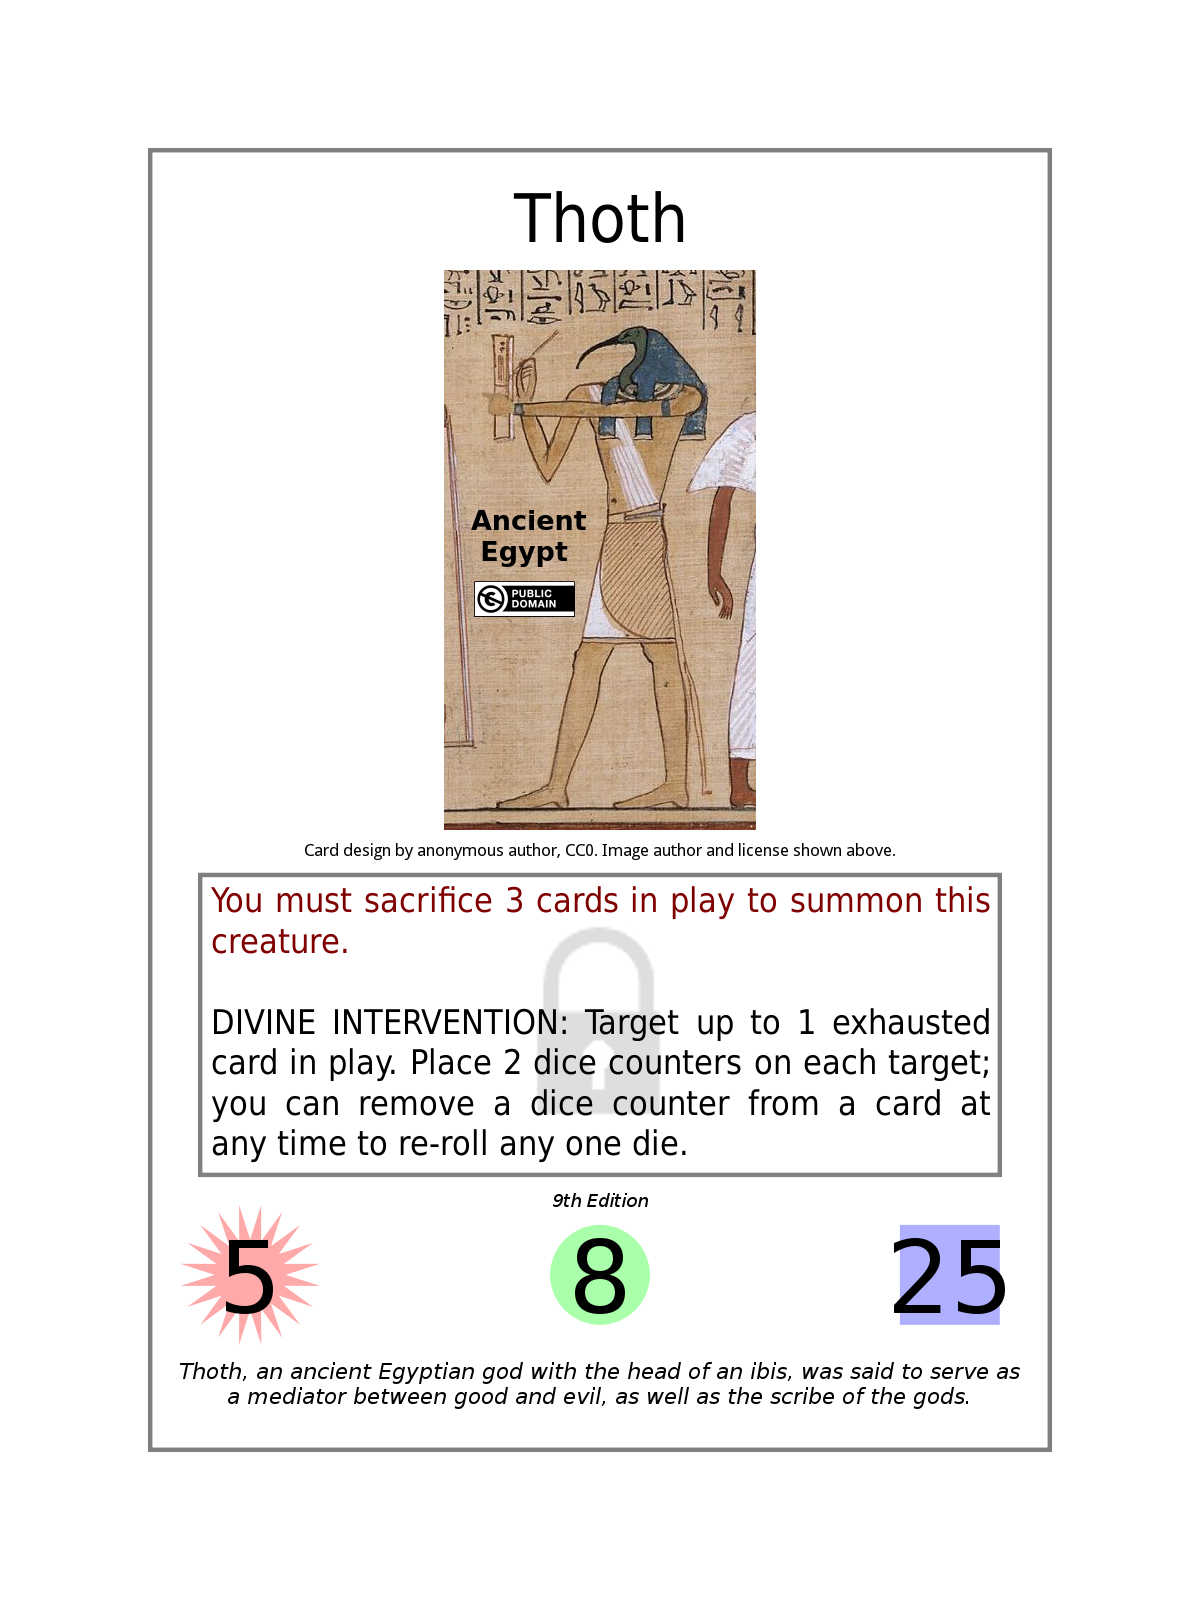 Thoth
Ancient
Egypt
PUBLIC
DOMAIN
Card design by anonymous author, CC0. Image author and license shown above.
You must sacrifice 3 cards in play to summon this
creature.
DIVINE INTERVENTION: Target up to 1 exhausted
card in play. Place 2 dice counters on each target;
you can remove a dice counter from a card at
any time to re-roll any one die.
9th Edition
5 8 25
Thoth, an ancient Egyptian god with the head of an ibis, was said to serve as
a mediator between good and evil, as well as the scribe of the gods.